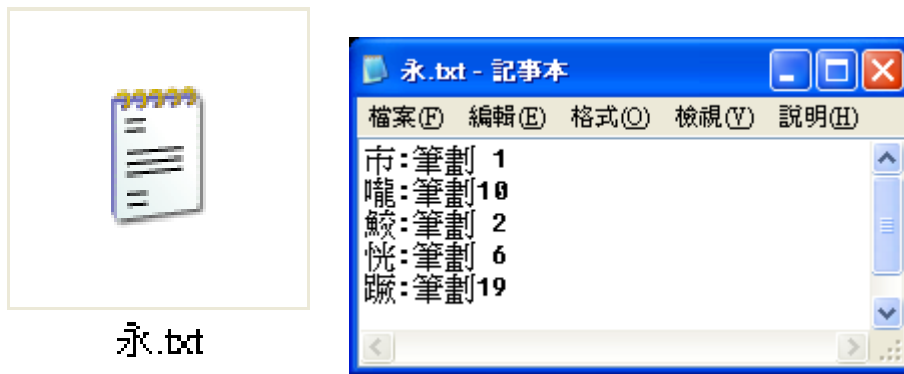 永.txt
永.txt - 記事本
檔案(F) 編輯(E) 格式(O) 檢視(V) 說明(H)
市:筆劃 1
嚨:筆劃10
鮫:筆劃 2
恍:筆劃 6
蹶:筆劃19